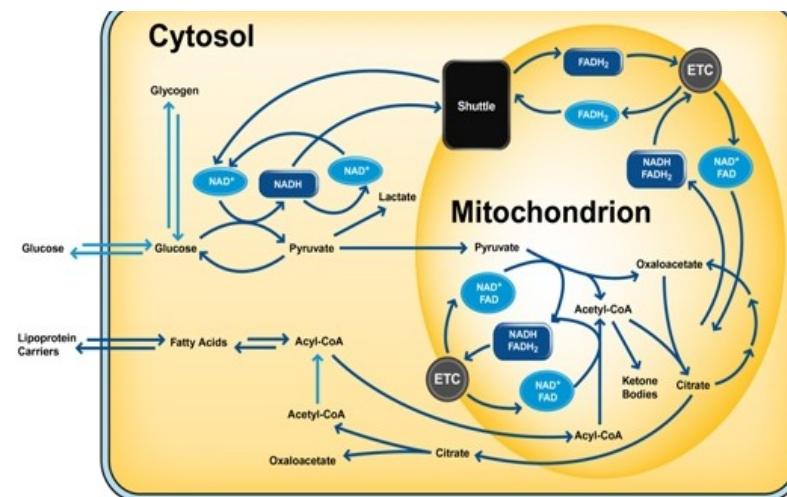 Cytosol
FADH₂
ETC
Glycogen
Shuttle
FADH₂
NAD⁺
NADH
NAD⁺
NADH
FADH₂
NAD⁺
FAD
Lactate
Mitochondrion
Glucose
Glucose
Pyruvate
Pyruvate
Oxaloacetate
NAD⁺
FAD
Acetyl-CoA
Lipoprotein
Carriers
Fatty Acids
Acyl-CoA
NADH
FADH₂
ETC
NAD⁺
FAD
Ketone
Bodies
Citrate
Acetyl-CoA
Acyl-CoA
Oxaloacetate
Citrate